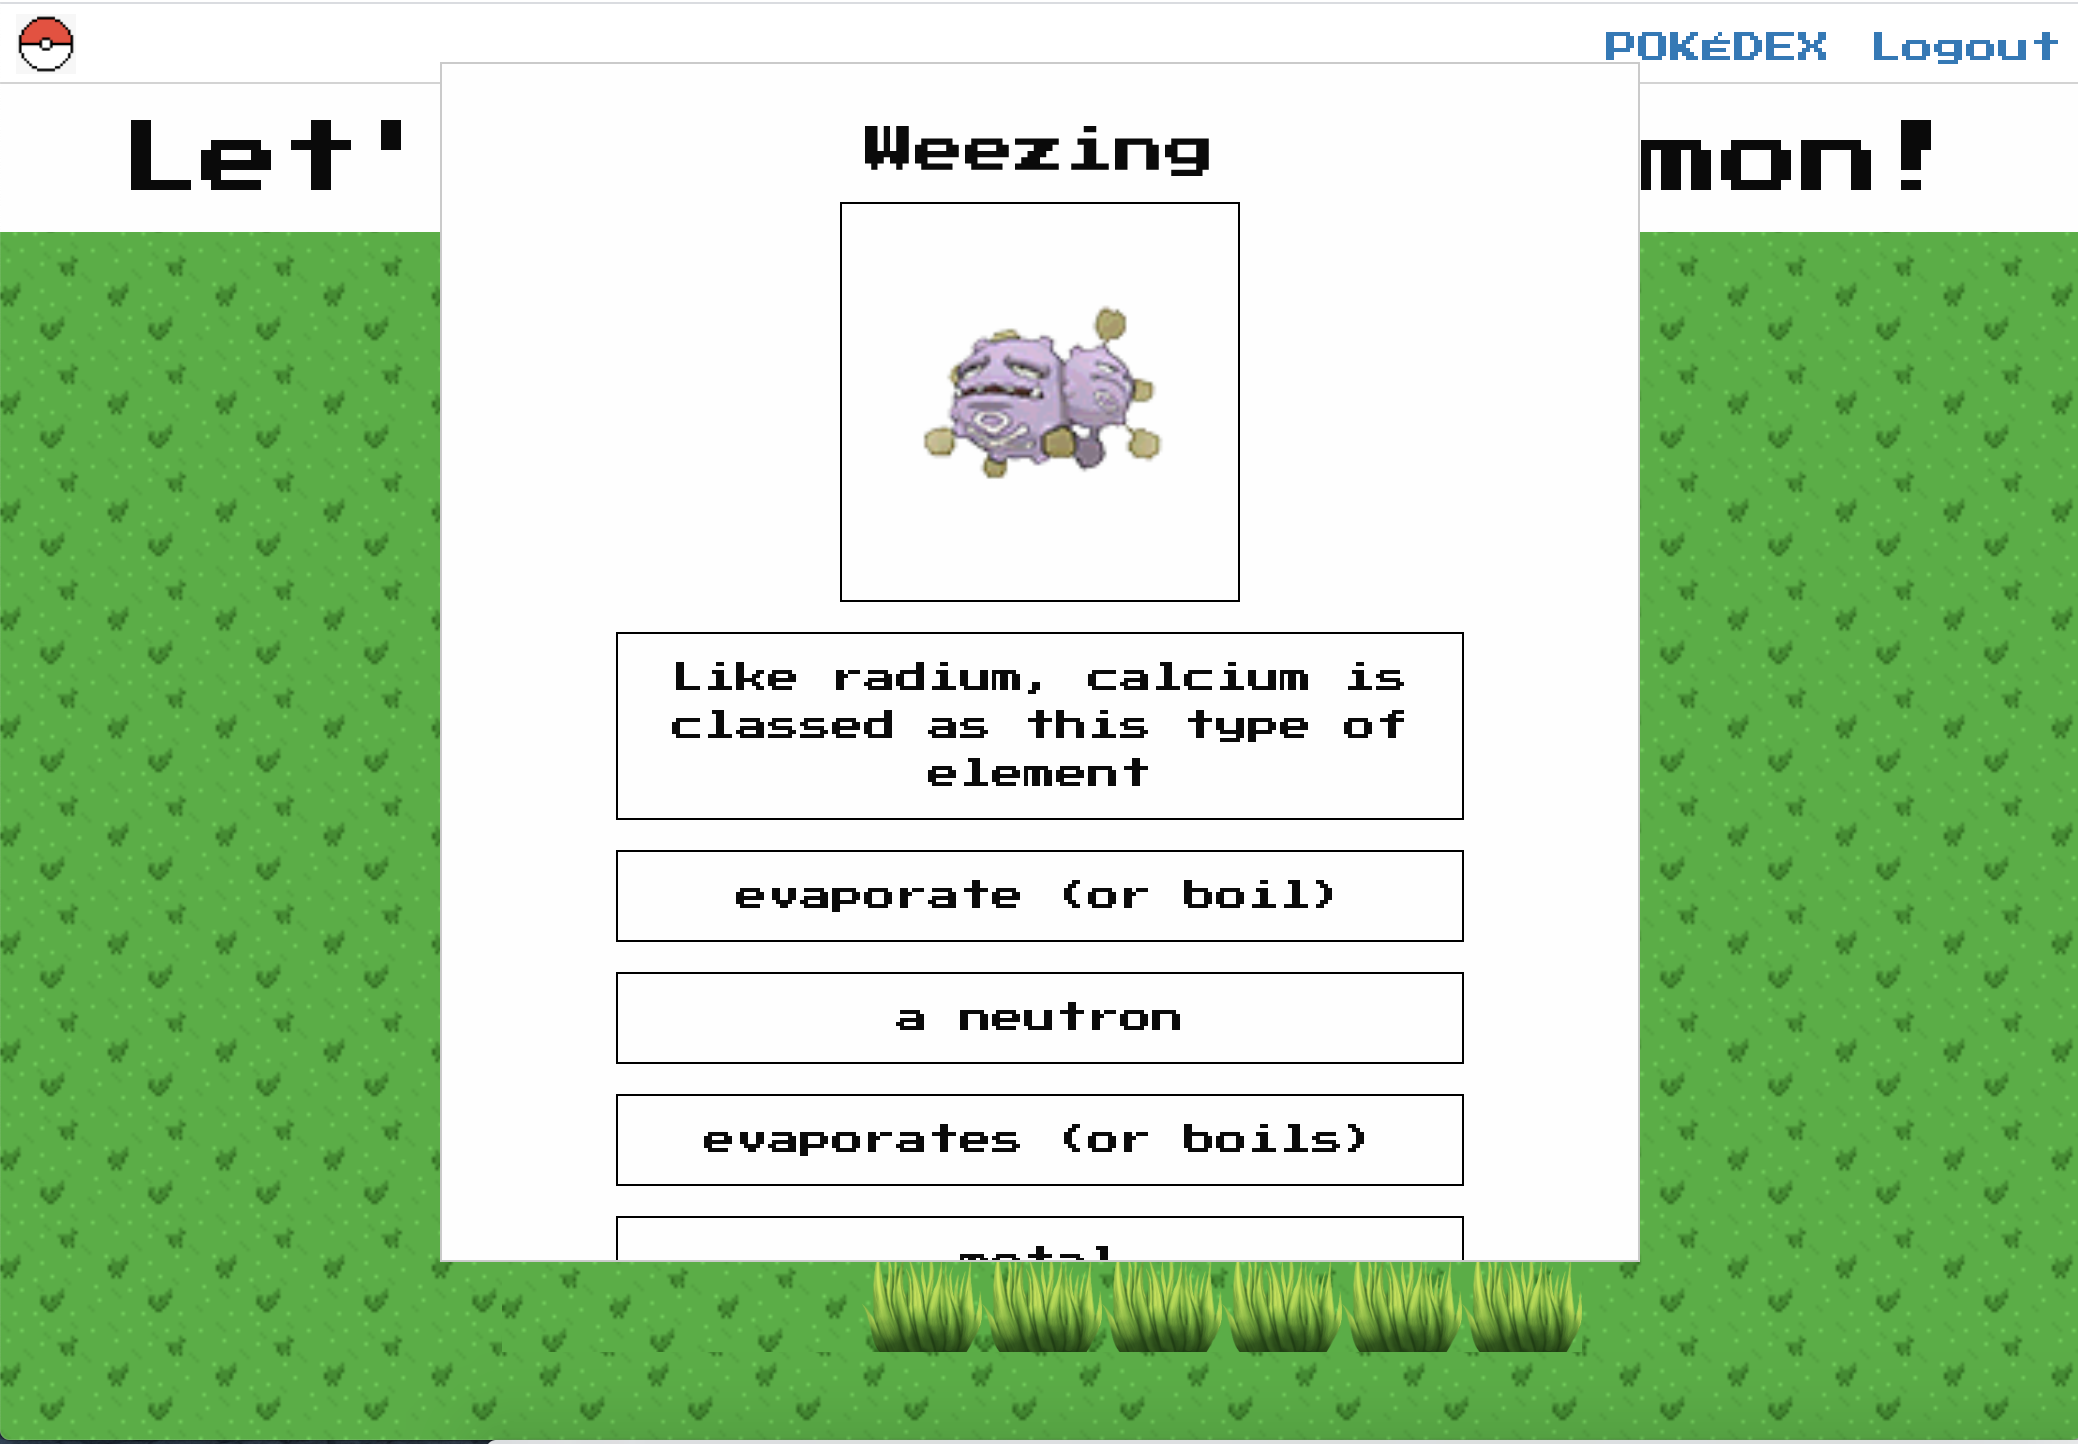 POKéDEX Logout
Let'
mon!
Weezing
Like radium, calcium is
classed as this type of
element
evaporate (or boil)
a neutron
evaporates (or boils)
metal